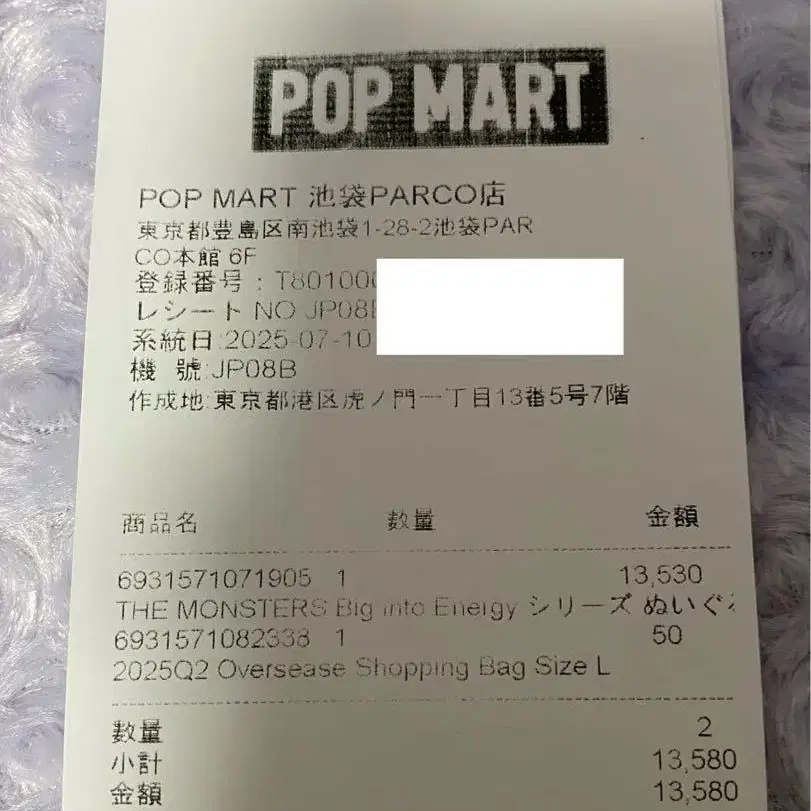 POP MART
POP MART 池袋PARCO店
東京都豊島区南池袋1-28-2池袋PAR
CO本館 6F
登録番号：T80100
レシート NO:JP08
系統日:2025-07-10
機 號:JP08B
作成地:東京都港区虎ノ門一丁目13番5号7階
商品名 数量 金額
6931571071905 1 13,530
THE MONSTERS Big into Energy シリーズ ぬいぐ
6931571082338 1 50
2025Q2 Oversease Shopping Bag Size L
数量 2
小計 13,580
金額 13,580